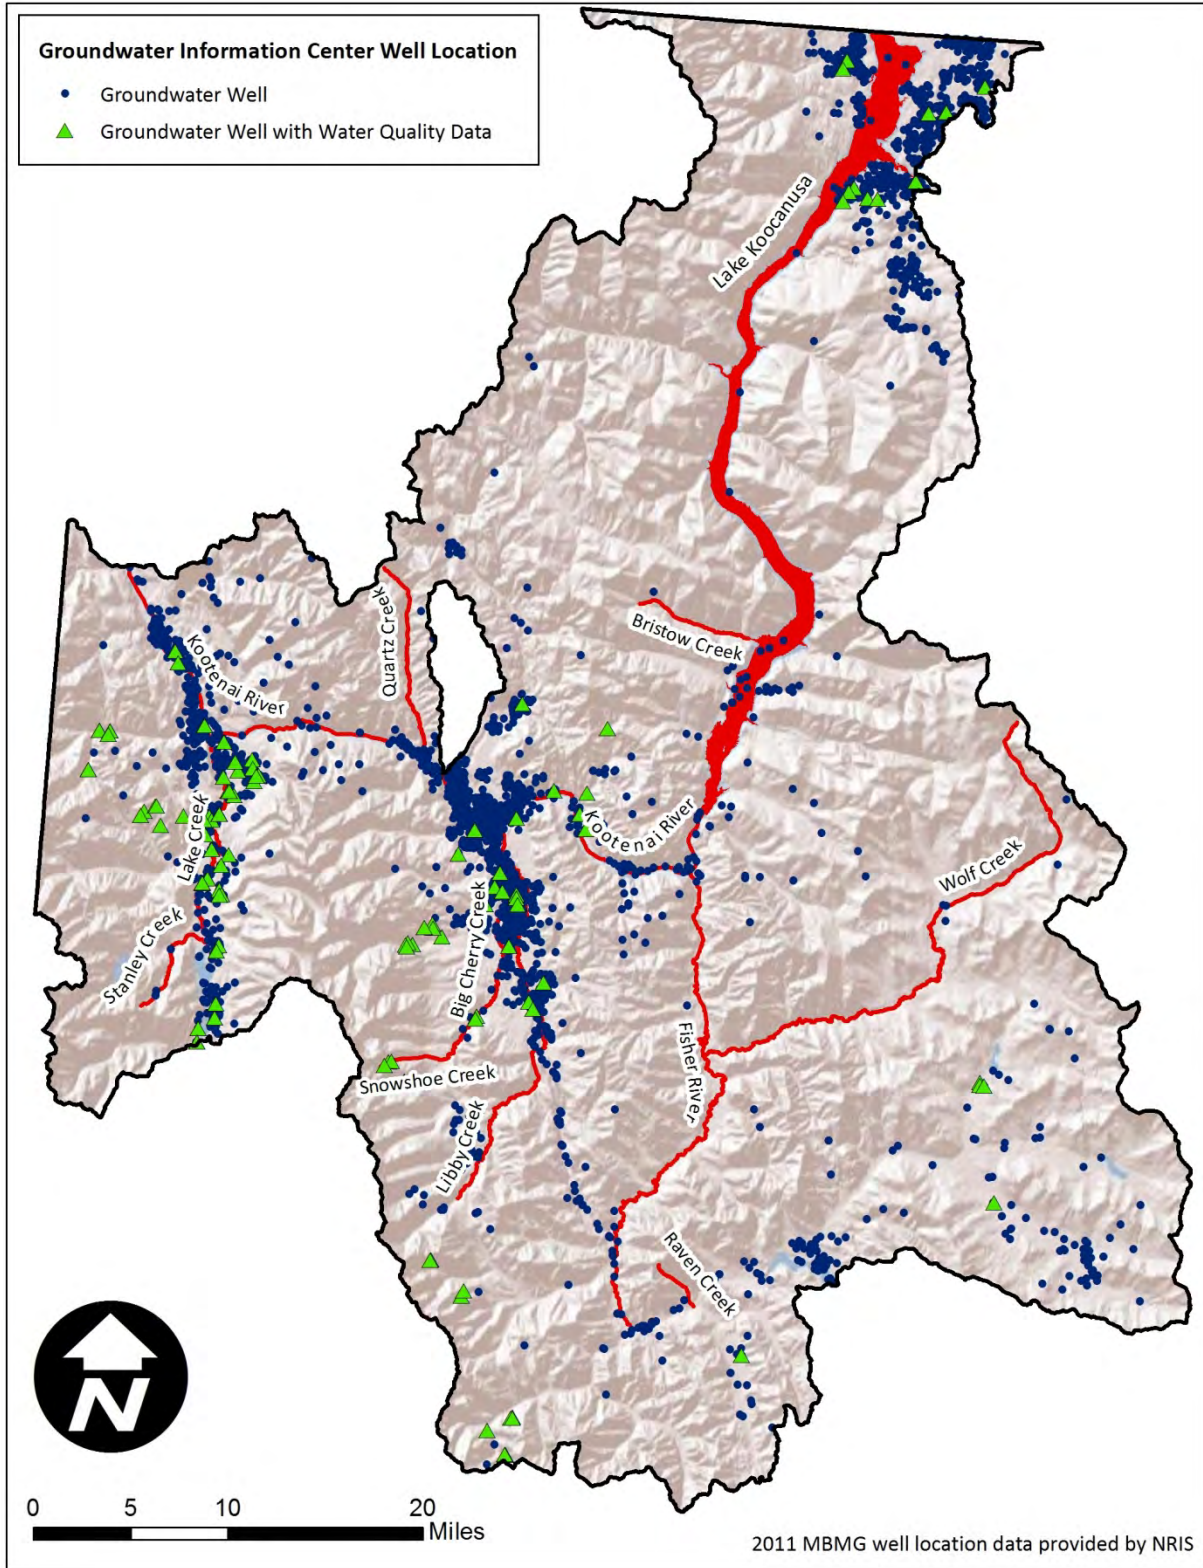 Groundwater Information Center Well Location
Groundwater Well
Groundwater Well with Water Quality Data
Lake Koocanusa
Bristow Creek
Quartz Creek
Kootenai River
Kootenai River
Wolf Creek
Lake Creek
Stanley Creek
Big Cherry Creek
Snowshoe Creek
Libby Creek
Fisher River
Raven Creek
N
0 5 10 20
Miles
2011 MBMG well location data provided by NRIS